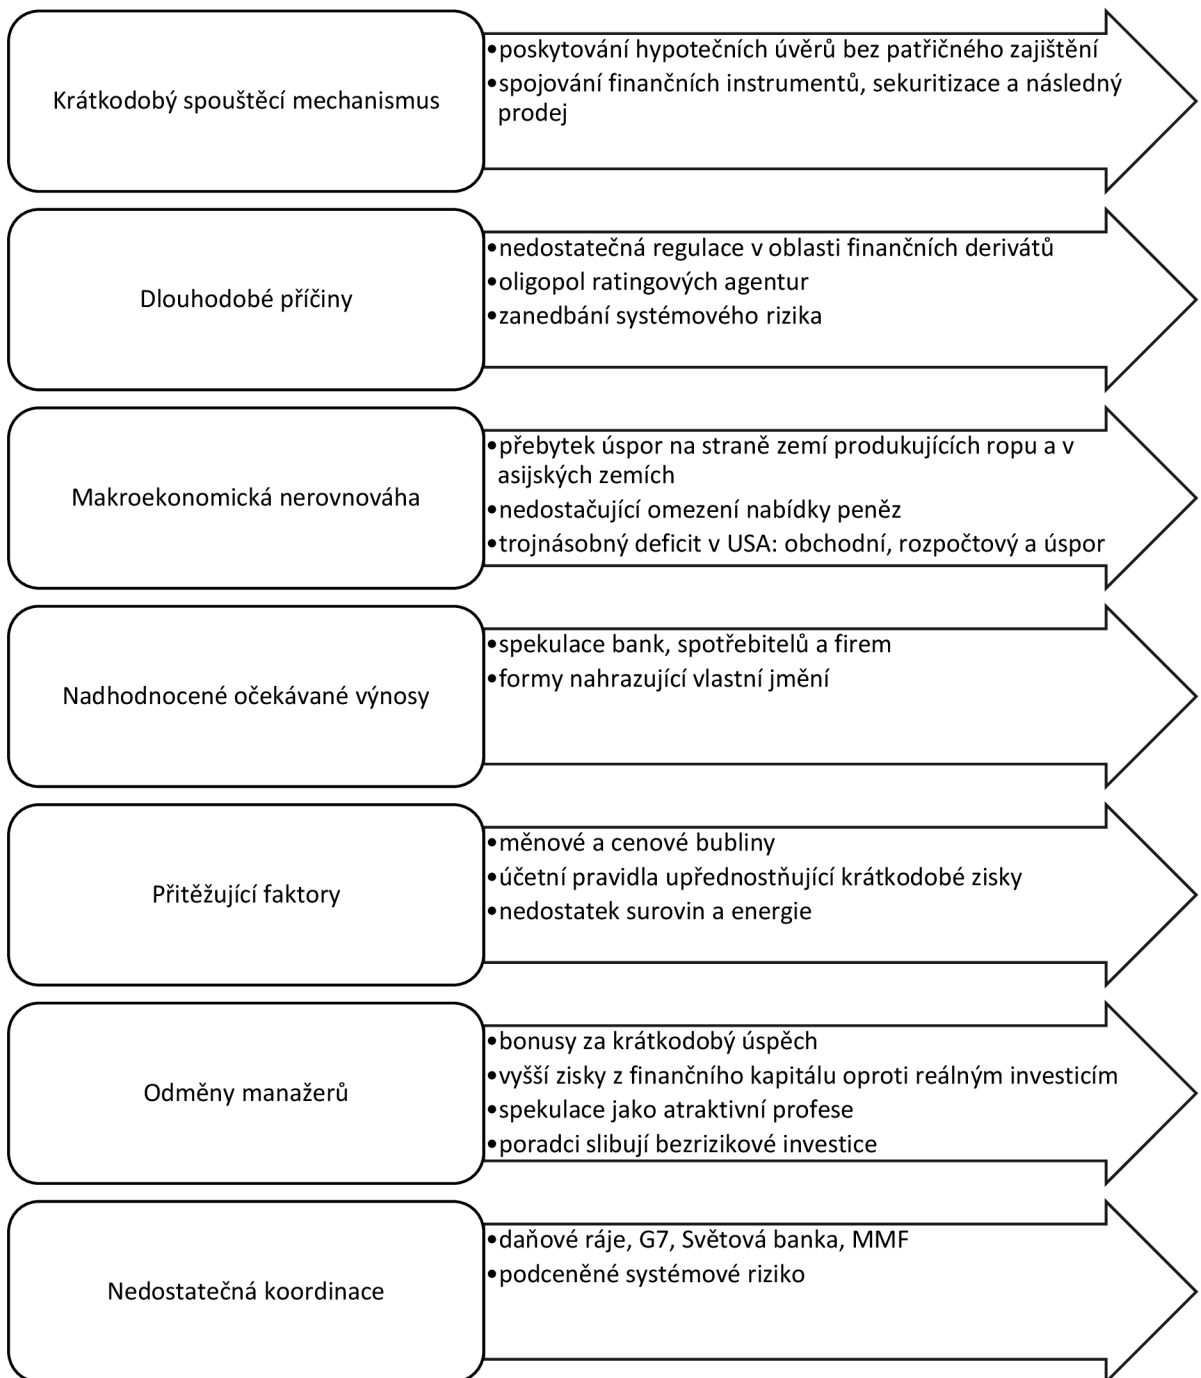 Krátkodobý spouštěcí mechanismus
•poskytování hypotečních úvěrů bez patřičného zajištění
•spojování finančních instrumentů, sekuritizace a následný
prodej
Dlouhodobé příčiny
•nedostatečná regulace v oblasti finančních derivátů
•oligopol ratingových agentur
•zanedbání systémového rizika
Makroekonomická nerovnováha
•přebytek úspor na straně zemí produkujících ropu a v
asijských zemích
•nedostačující omezení nabídky peněz
•trojnásobný deficit v USA: obchodní, rozpočtový a úspor
Nadhodnocené očekávané výnosy
•spekulace bank, spotřebitelů a firem
•formy nahrazující vlastní jmění
Přitěžující faktory
•měnové a cenové bubliny
•účetní pravidla upřednostňující krátkodobé zisky
•nedostatek surovin a energie
Odměny manažerů
•bonusy za krátkodobý úspěch
•vyšší zisky z finančního kapitálu oproti reálným investicím
•spekulace jako atraktivní profese
•poradci slibují bezrizikové investice
Nedostatečná koordinace
•daňové ráje, G7, Světová banka, MMF
•podceněné systémové riziko